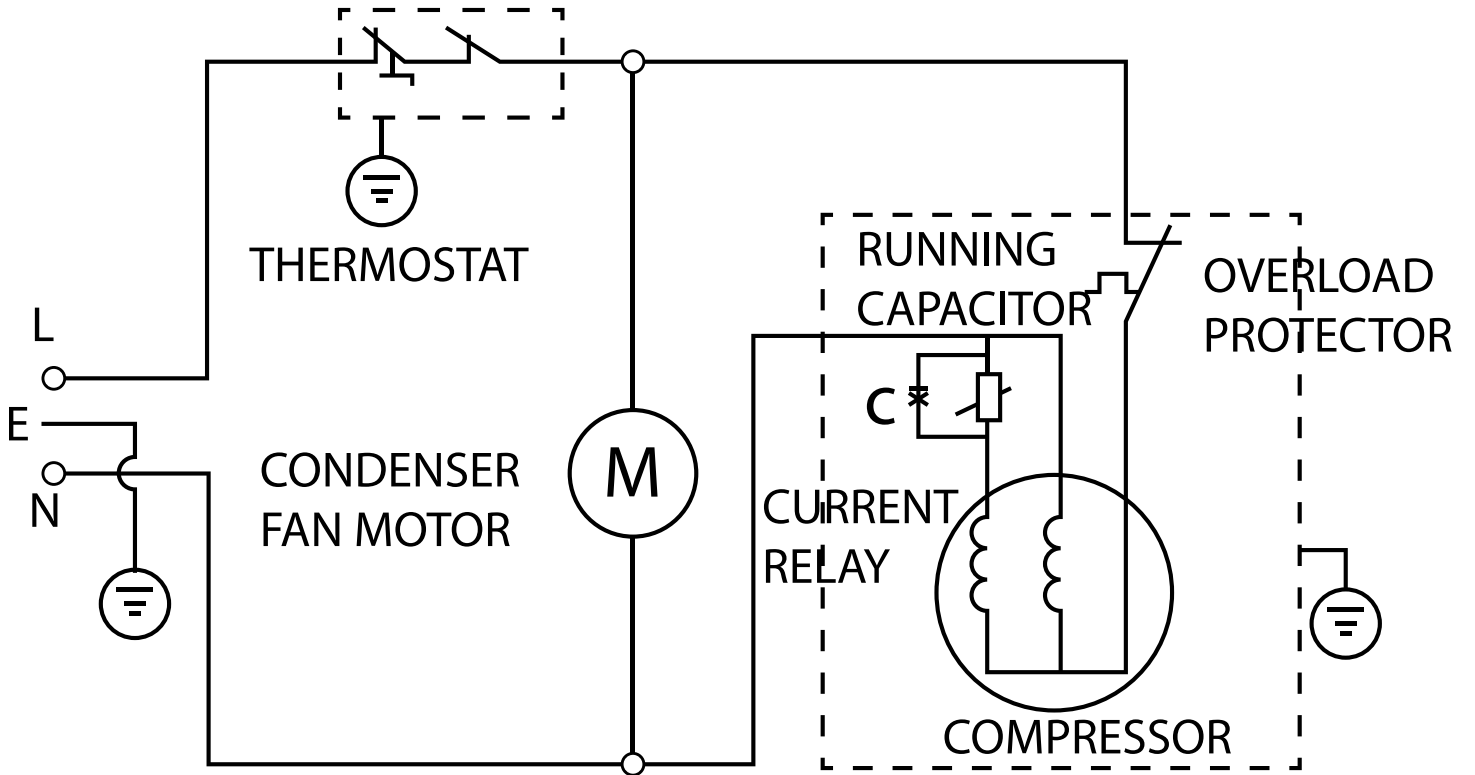 THERMOSTAT
RUNNING
CAPACITOR
OVERLOAD
PROTECTOR
L
C
E
CONDENSER
FAN MOTOR
M
N
CURRENT
RELAY
COMPRESSOR